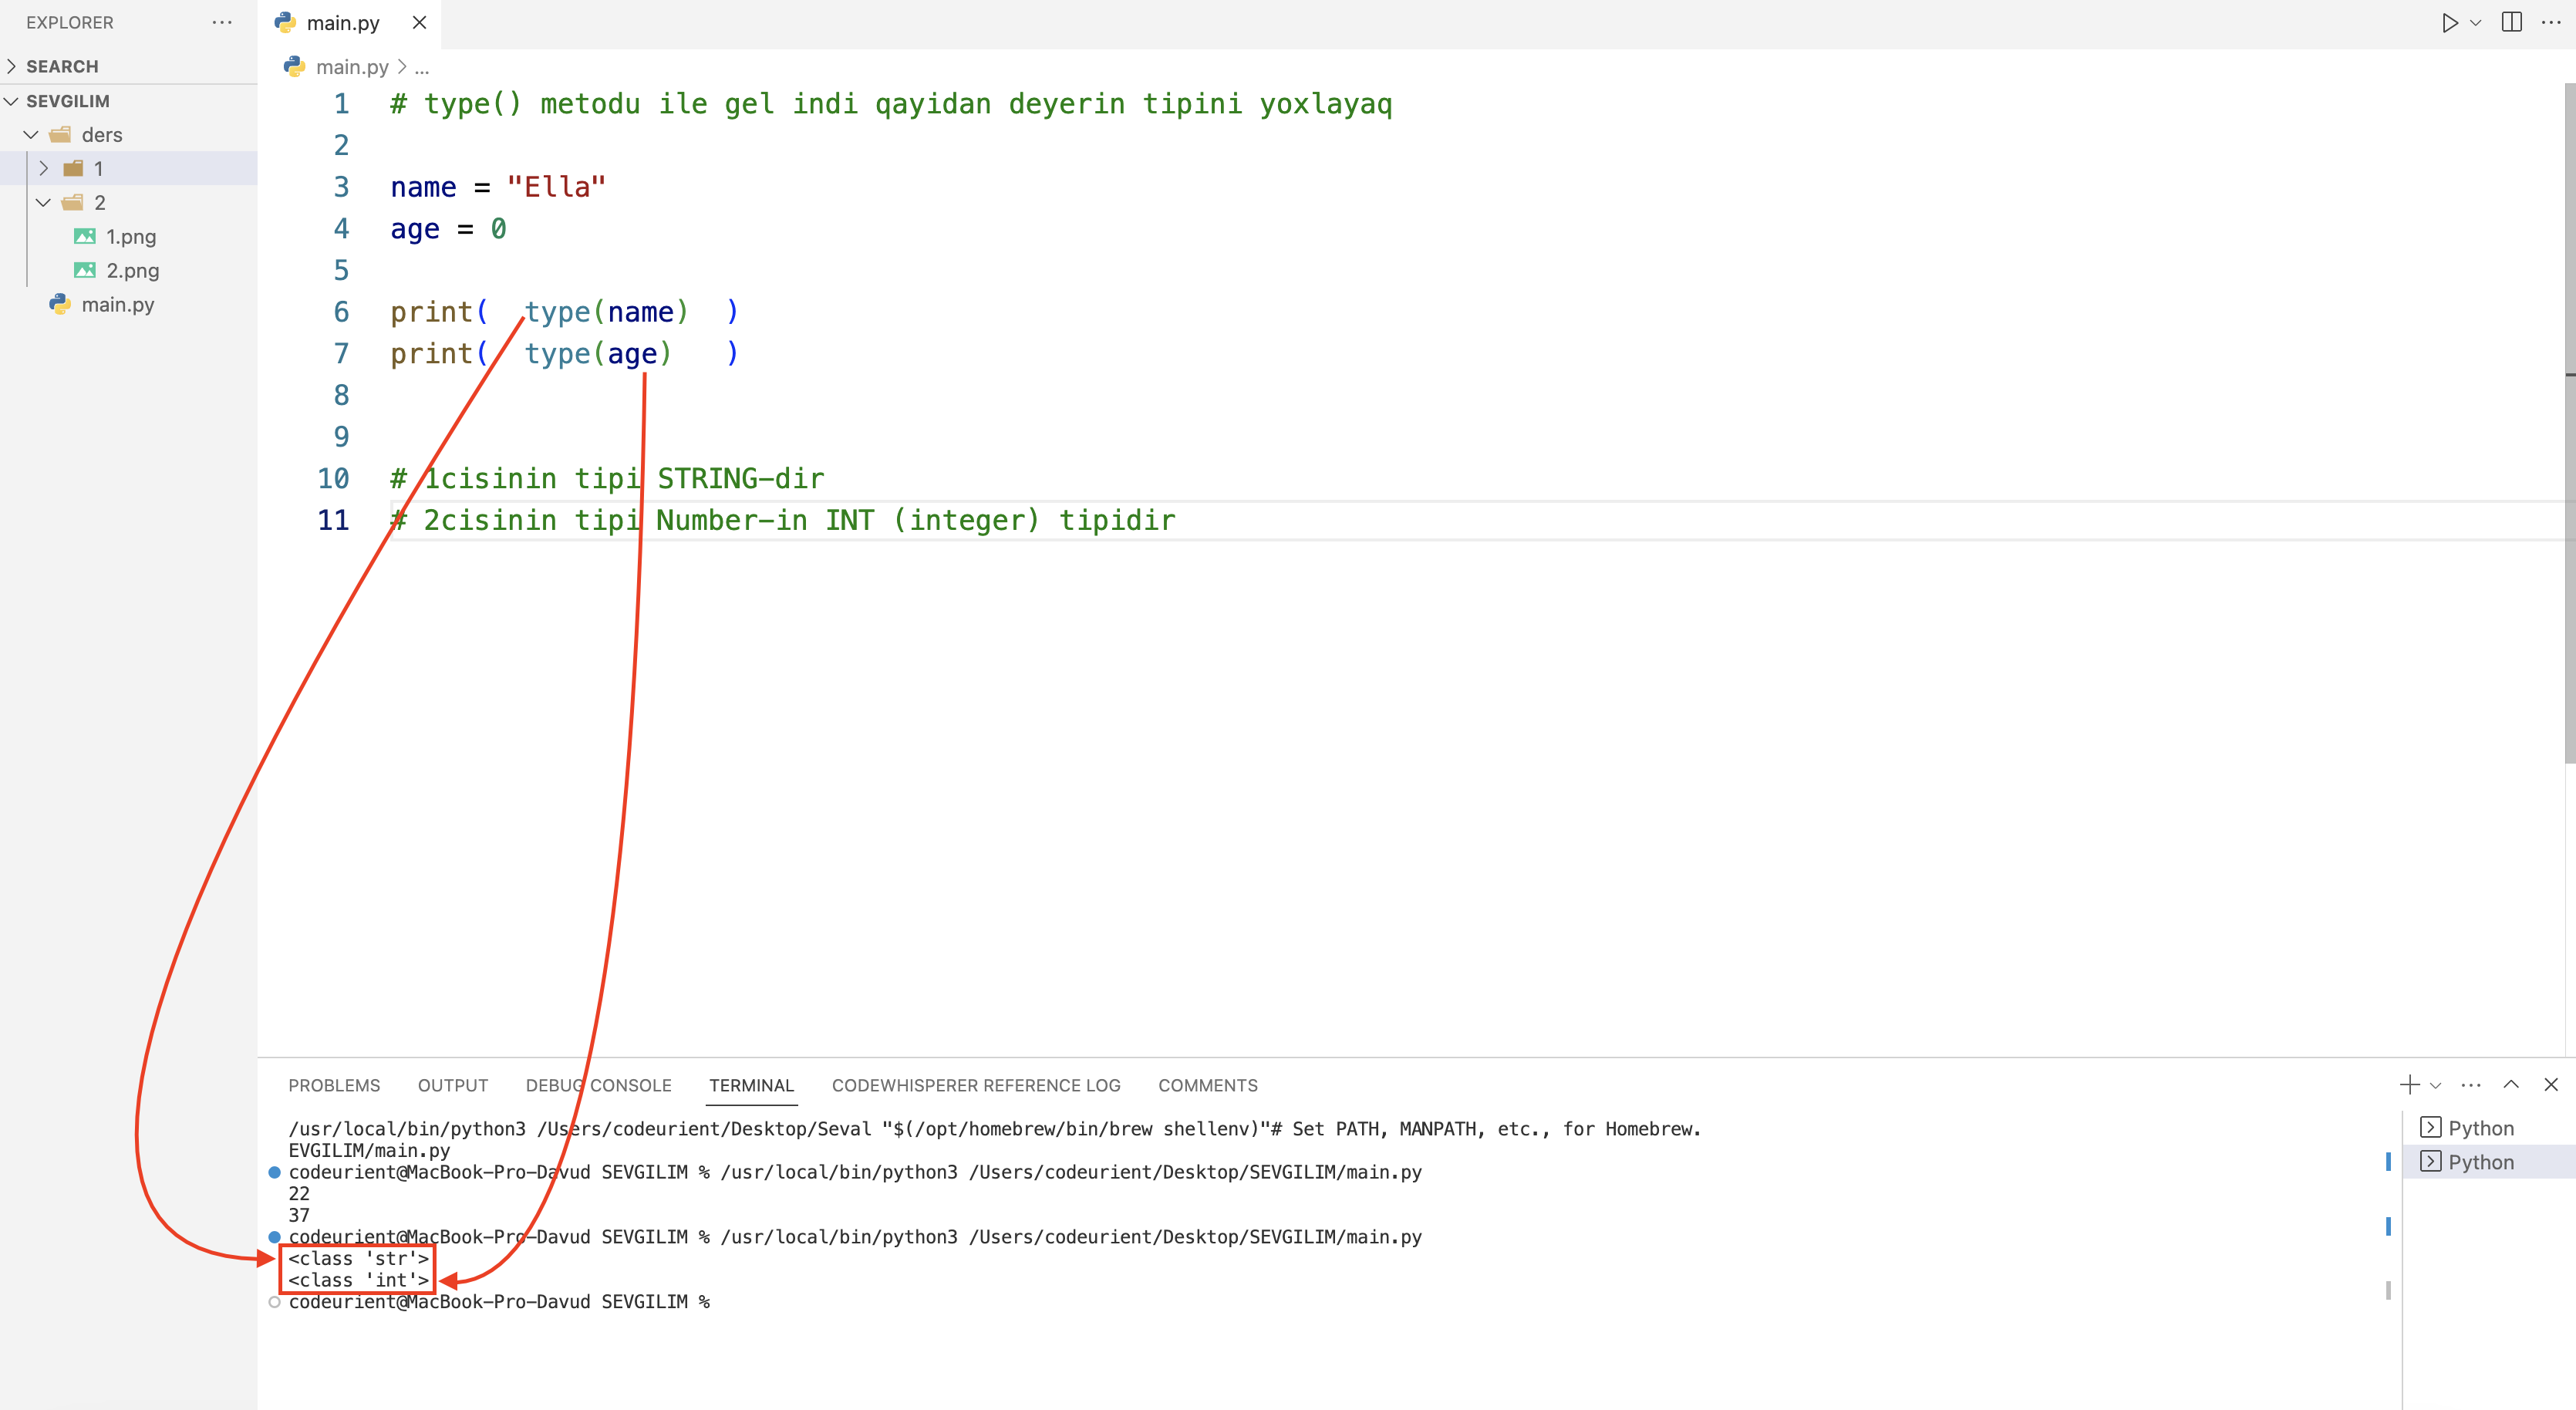 EXPLORER
SEARCH
SEVGILIM
ders
1
2
1.png
2.png
main.py
main.py
main.py > ...
1 # type() metodu ile gel indi qayidan deyerin tipini yoxlayaq
2
3 name = "Ella"
4 age = 0
5
6 print(  type(name)  )
7 print(  type(age)   )
8
9
10 # 1cisinin tipi STRING-dir
11 # 2cisinin tipi Number-in INT (integer) tipidir
PROBLEMS OUTPUT DEBUG CONSOLE TERMINAL CODEWHISPERER REFERENCE LOG COMMENTS
/usr/local/bin/python3 /Users/codeurient/Desktop/Seval "$(/opt/homebrew/bin/brew shellenv)"# Set PATH, MANPATH, etc., for Homebrew.
EVGILIM/main.py
codeurient@MacBook-Pro-Davud SEVGILIM % /usr/local/bin/python3 /Users/codeurient/Desktop/SEVGILIM/main.py
22
37
codeurient@MacBook-Pro-Davud SEVGILIM % /usr/local/bin/python3 /Users/codeurient/Desktop/SEVGILIM/main.py
<class 'str'>
<class 'int'>
codeurient@MacBook-Pro-Davud SEVGILIM %
Python
Python